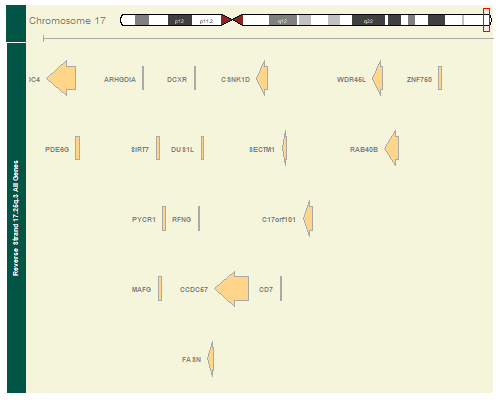 Chromosome 17
p12
p11.2
q12
q22
Reverse Strand 17.25q.3 All Genes
ARHGDIA
DCXR
CSNK1D
WDR45L
ZNF750
PDE6G
SIRT7
DUS1L
SECTM1
RAB40B
PYCR1
RFNG
C17orf101
MAFG
CCDC57
CD7
FASN